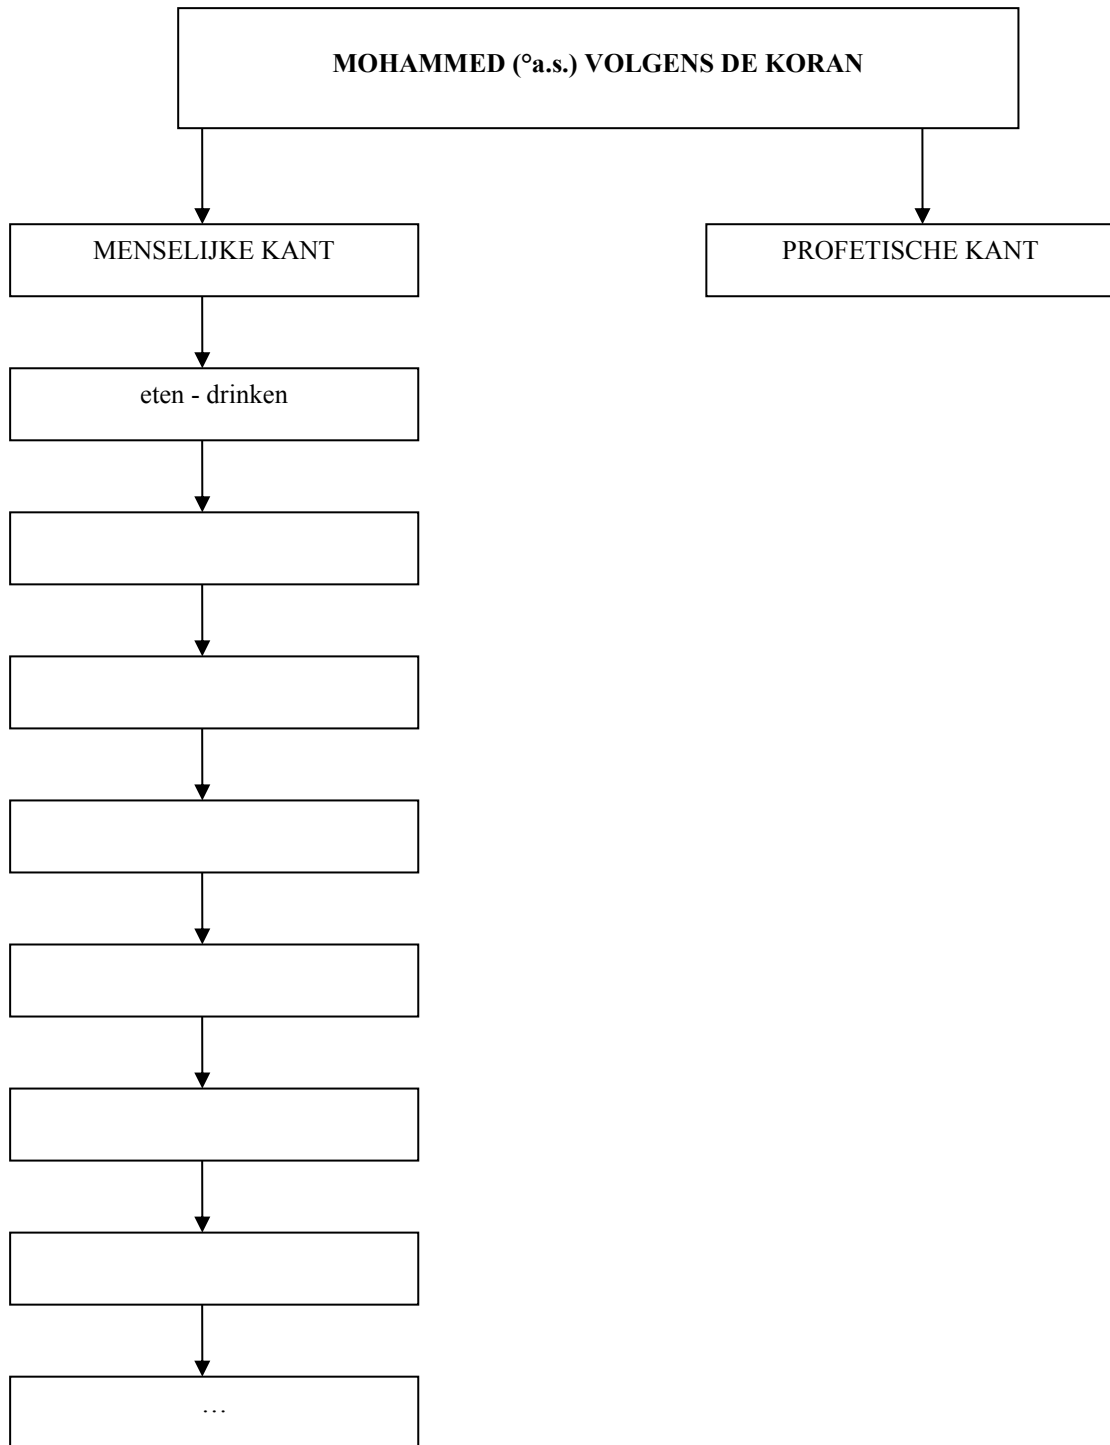 MOHAMMED (°a.s.) VOLGENS DE KORAN
MENSELIJKE KANT
PROFETISCHE KANT
eten - drinken
…